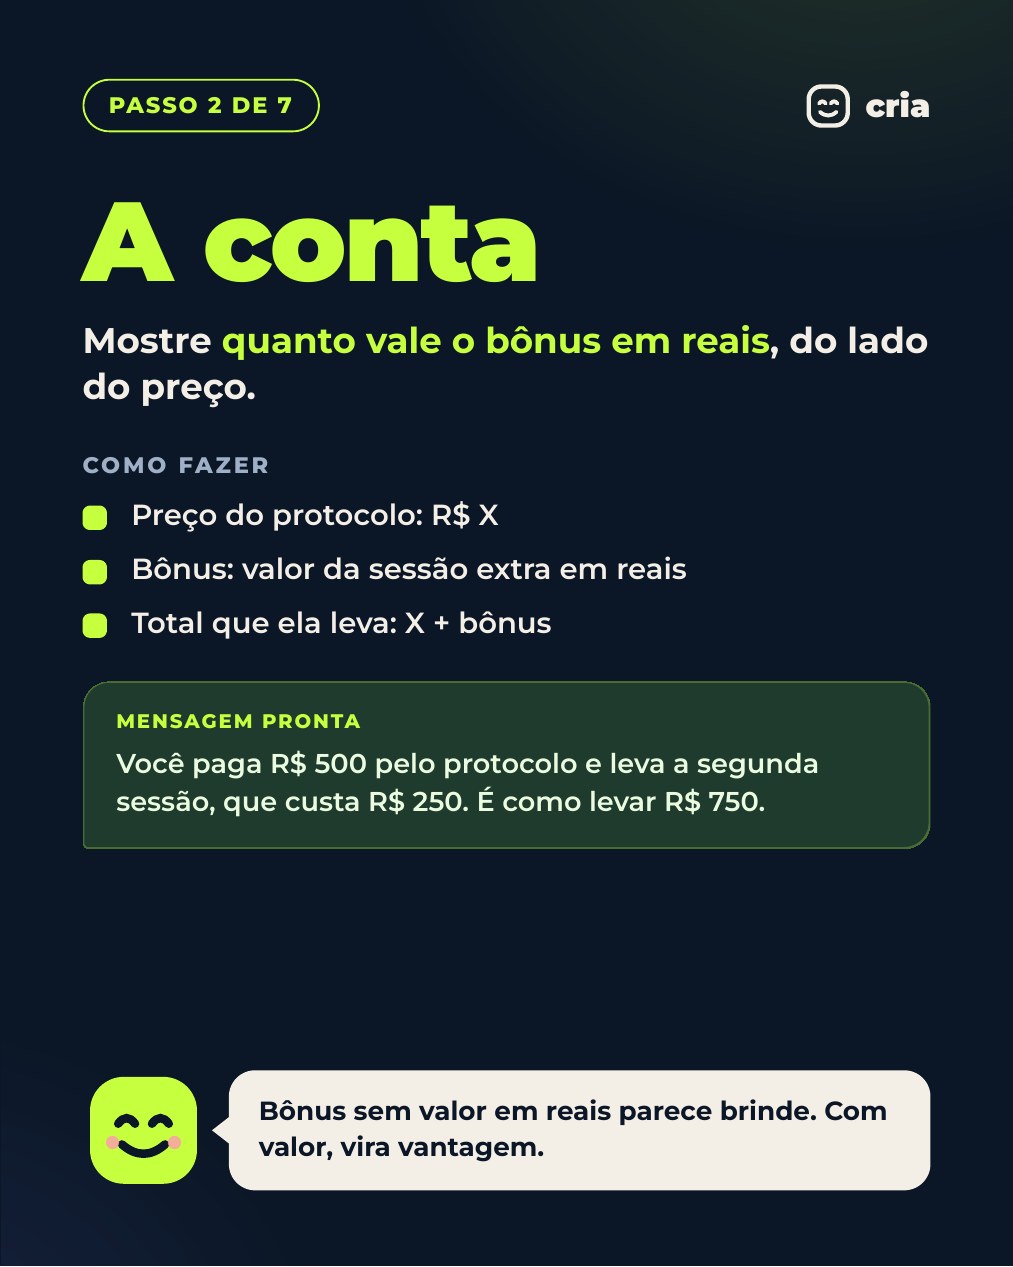 PASSO 2 DE 7
cria
A conta
Mostre quanto vale o bônus em reais, do lado
do preço.
COMO FAZER
Preço do protocolo: R$ X
Bônus: valor da sessão extra em reais
Total que ela leva: X + bônus
MENSAGEM PRONTA
Você paga R$ 500 pelo protocolo e leva a segunda
sessão, que custa R$ 250. É como levar R$ 750.
Bônus sem valor em reais parece brinde. Com
valor, vira vantagem.